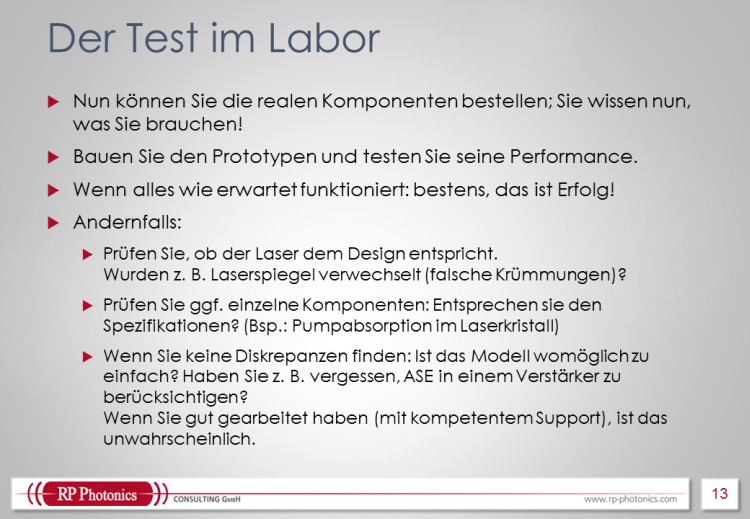 Der Test im Labor
Nun können Sie die realen Komponenten bestellen; Sie wissen nun,
was Sie brauchen!
Bauen Sie den Prototypen und testen Sie seine Performance.
Wenn alles wie erwartet funktioniert: bestens, das ist Erfolg!
Andernfalls:
Prüfen Sie, ob der Laser dem Design entspricht.
Wurden z. B. Laserspiegel verwechselt (falsche Krümmungen)?
Prüfen Sie ggf. einzelne Komponenten: Entsprechen sie den
Spezifikationen? (Bsp.: Pumpabsorption im Laserkristall)
Wenn Sie keine Diskrepanzen finden: Ist das Modell womöglich zu
einfach? Haben Sie z. B. vergessen, ASE in einem Verstärker zu
berücksichtigen?
Wenn Sie gut gearbeitet haben (mit kompetentem Support), ist das
unwahrscheinlich.
RP Photonics CONSULTING GmbH www.rp-photonics.com 13